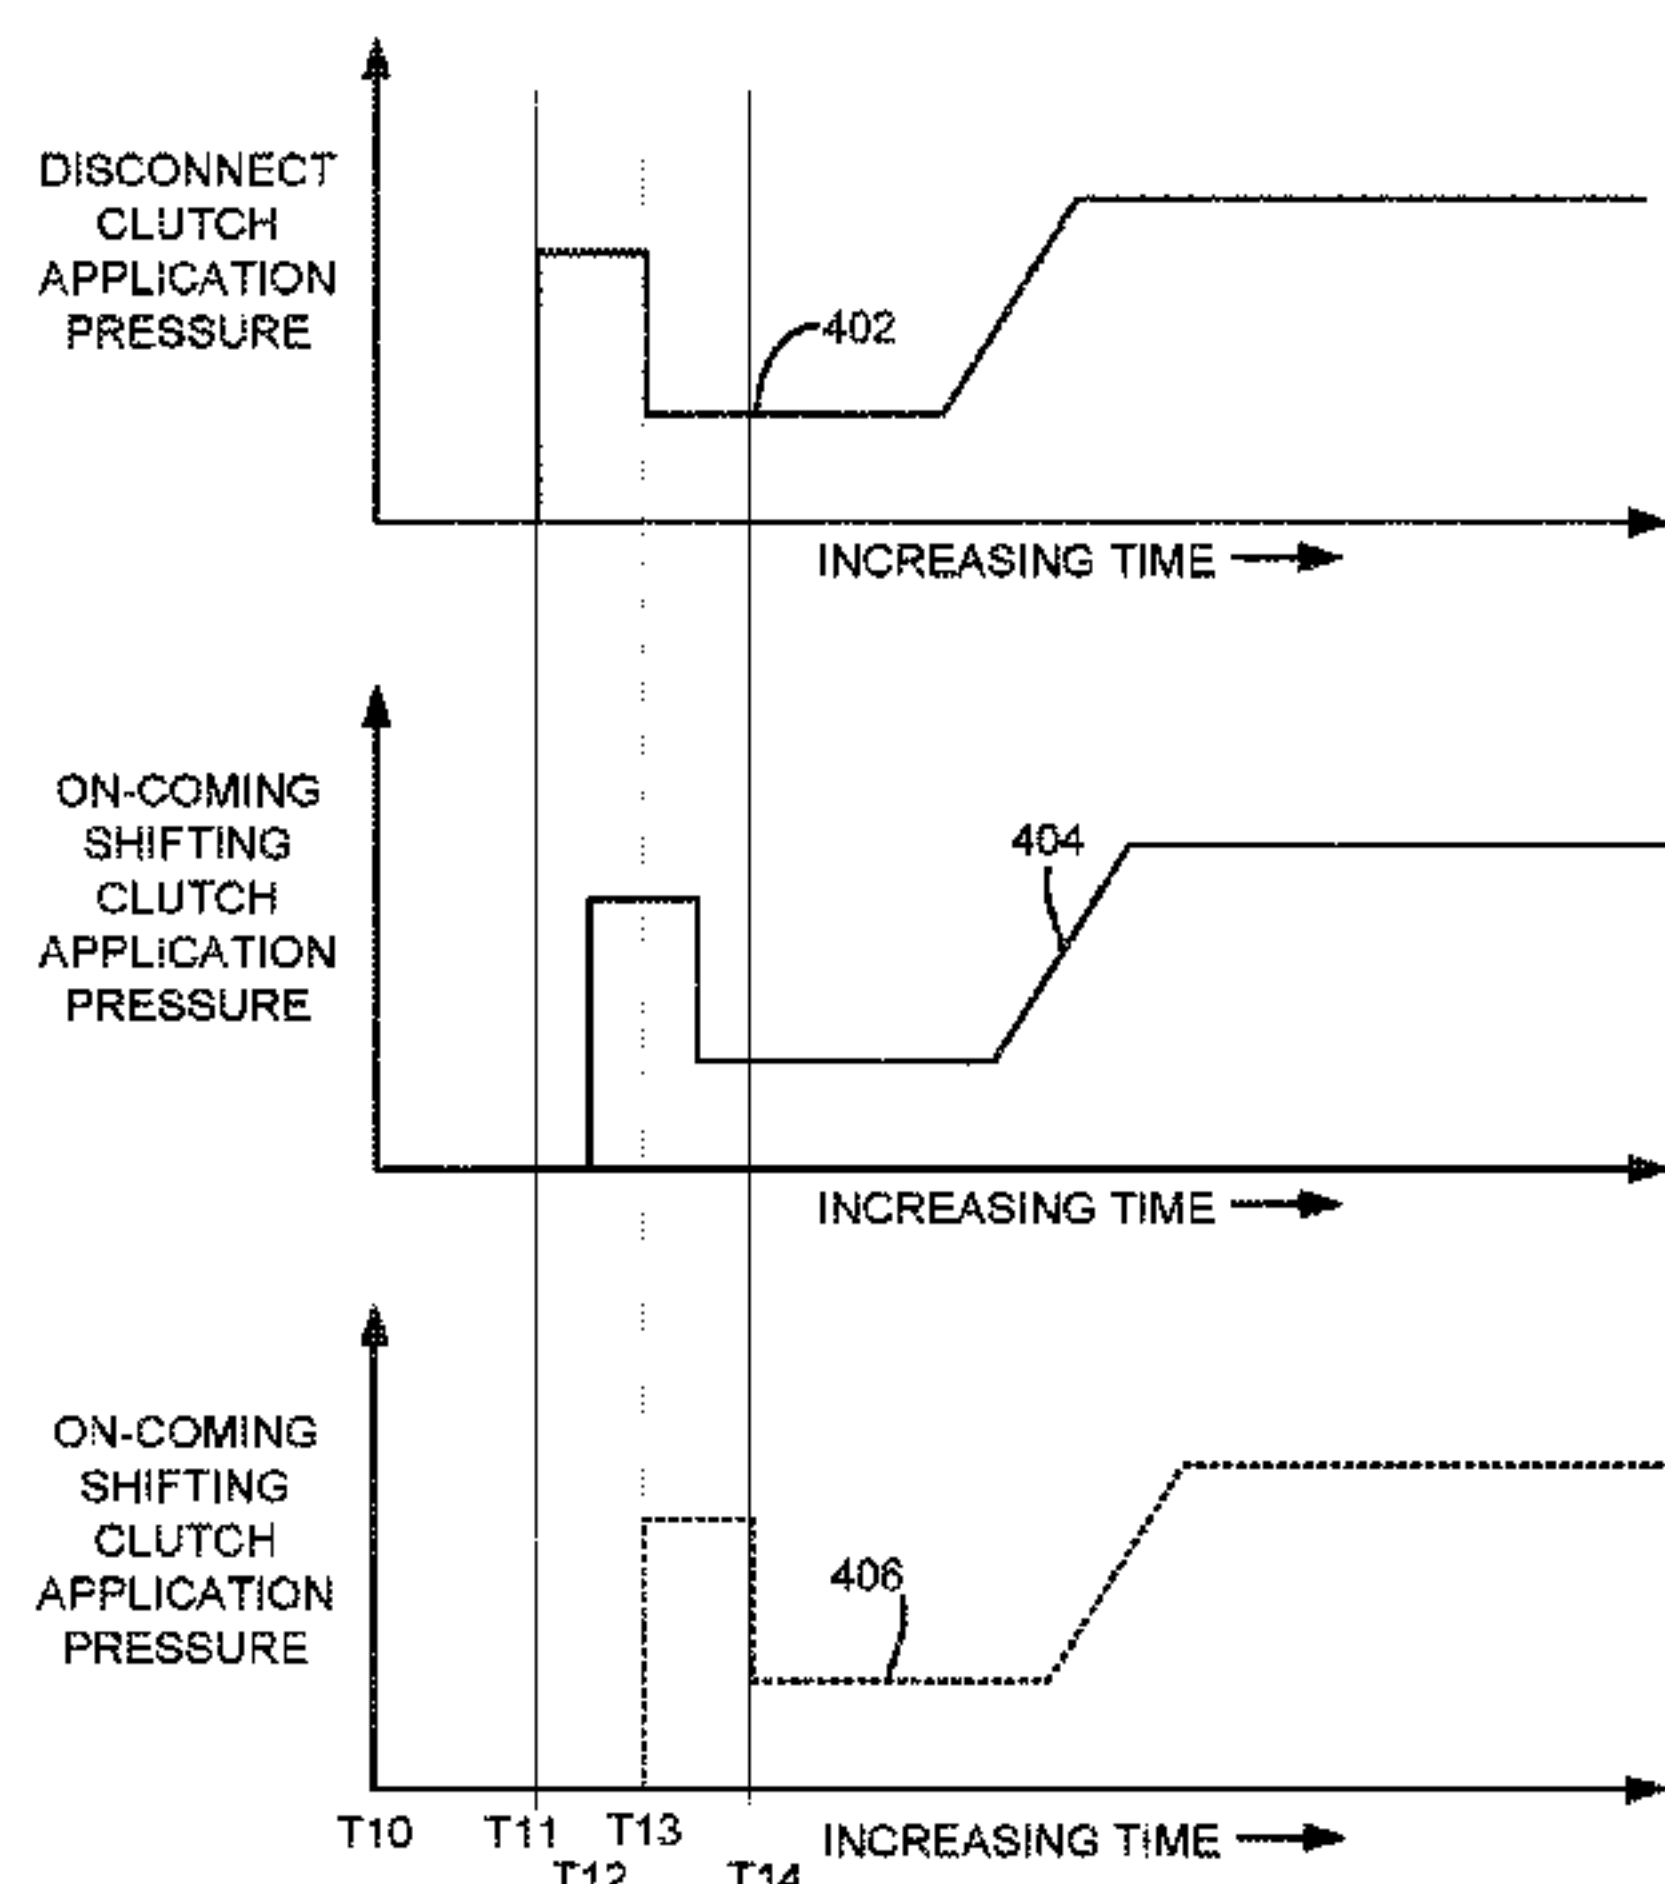 DISCONNECT
CLUTCH
APPLICATION
PRESSURE
402
INCREASING TIME
ON-COMING
SHIFTING
CLUTCH
APPLICATION
PRESSURE
404
INCREASING TIME
ON-COMING
SHIFTING
CLUTCH
APPLICATION
PRESSURE
406
T10 T11 T13 INCREASING TIME
T12 T14